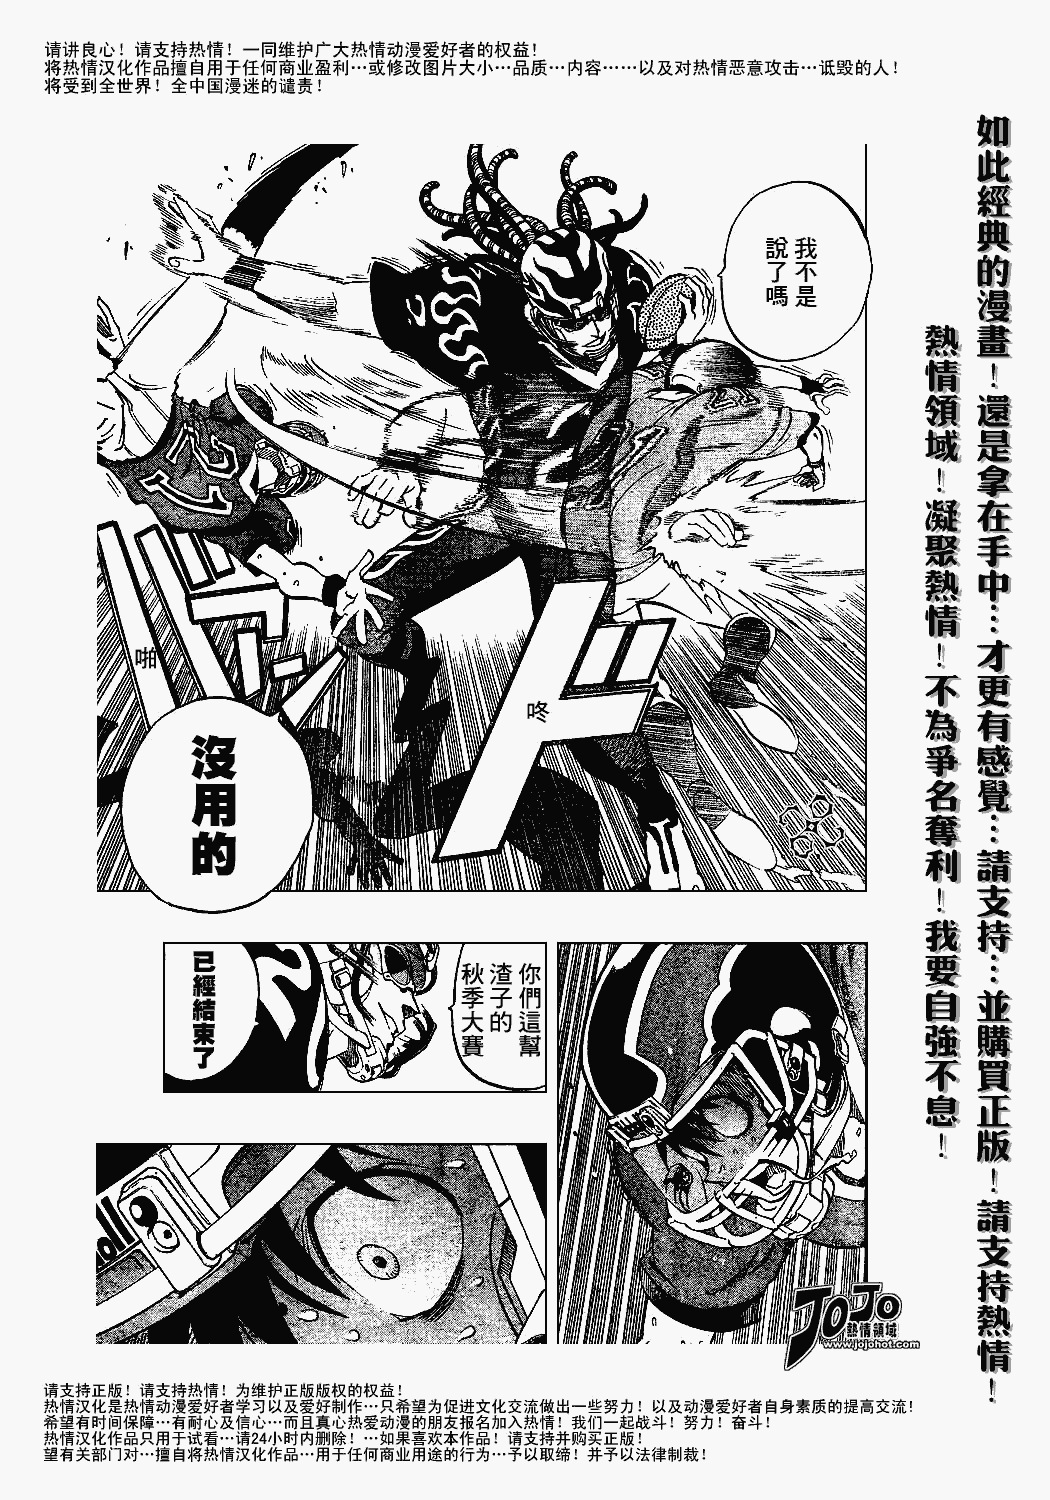 请讲良心！请支持热情！一同维护广大热情动漫爱好者的权益！
将热情汉化作品擅自用于任何商业盈利…或修改图片大小…品质…内容……以及对热情恶意攻击…诋毁的人！
将受到全世界！全中国漫迷的谴责！
如此經典的漫畫！還是拿在手中…才更有感覺…請支持…並購買正版！請支持熱情！
熱情領域！凝聚熱情！不為爭名奪利！我要自強不息！
我不是
說了嗎
啪
咚
沒用的
你們這幫
渣子的
秋季大賽
已經結束了
JOJO
熱情領域
www.jojohot.com
请支持正版！请支持热情！为维护正版版权的权益！
热情汉化是热情动漫爱好者学习以及爱好制作…只希望为促进文化交流做出一些努力！以及动漫爱好者自身素质的提高交流！
希望有时间保障…有耐心及信心…而且真心热爱动漫的朋友报名加入热情！我们一起战斗！努力！奋斗！
热情汉化作品只用于试看…请24小时内删除！…如果喜欢本作品！请支持并购买正版！
望有关部门对…擅自将热情汉化作品…用于任何商业用途的行为…予以取缔！并予以法律制裁！